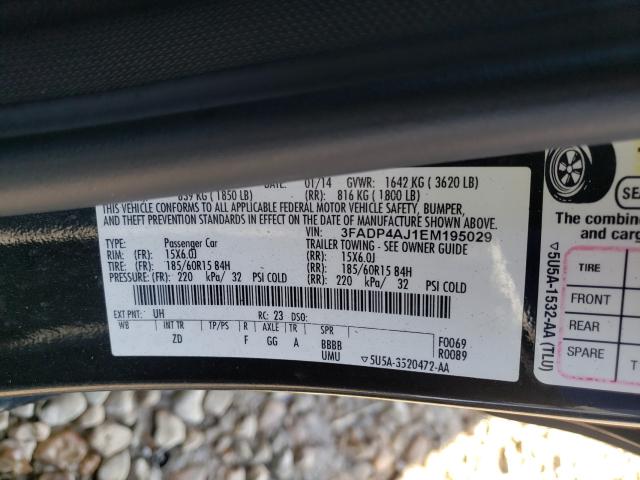 DATE: 01/14 GVWR: 1642 KG ( 3620 LB)
839 KG ( 1850 LB) (RR): 816 KG ( 1800 LB)
THIS VEHICLE CONFORMS TO ALL APPLICABLE FEDERAL MOTOR VEHICLE SAFETY, BUMPER,
AND THEFT PREVENTION STANDARDS IN EFFECT ON THE DATE OF MANUFACTURE SHOWN ABOVE.
VIN: 3FADP4AJ1EM195029
TYPE: Passenger Car TRAILER TOWING - SEE OWNER GUIDE
RIM: (FR): 15X6.0J (RR): 15X6.0J
TIRE: (FR): 185/60R15 84H (RR): 185/60R15 84H
PRESSURE: (FR): 220 kPa/ 32 PSI COLD (RR): 220 kPa/ 32 PSI COLD
EXT PNT: UH RC: 23 DSO:
WB INT TR TP/PS R AXLE TR SPR
ZD F GG A BBBB F0069
UMU R0089
▽5U5A-3520472-AA
SEA
The combin
and carg
TIRE
FRONT
REAR
SPARE T
▽5U5A-1532-AA (TLU)